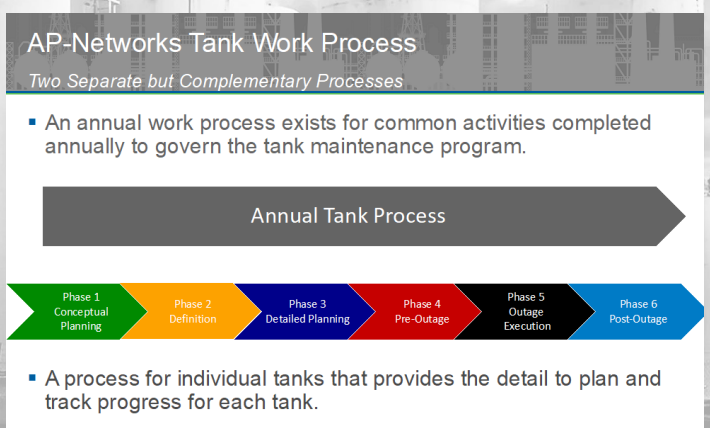 AP-Networks Tank Work Process
Two Separate but Complementary Processes
▪ An annual work process exists for common activities completed
annually to govern the tank maintenance program.
Annual Tank Process
Phase 1
Conceptual
Planning
Phase 2
Definition
Phase 3
Detailed Planning
Phase 4
Pre-Outage
Phase 5
Outage
Execution
Phase 6
Post-Outage
▪ A process for individual tanks that provides the detail to plan and
track progress for each tank.